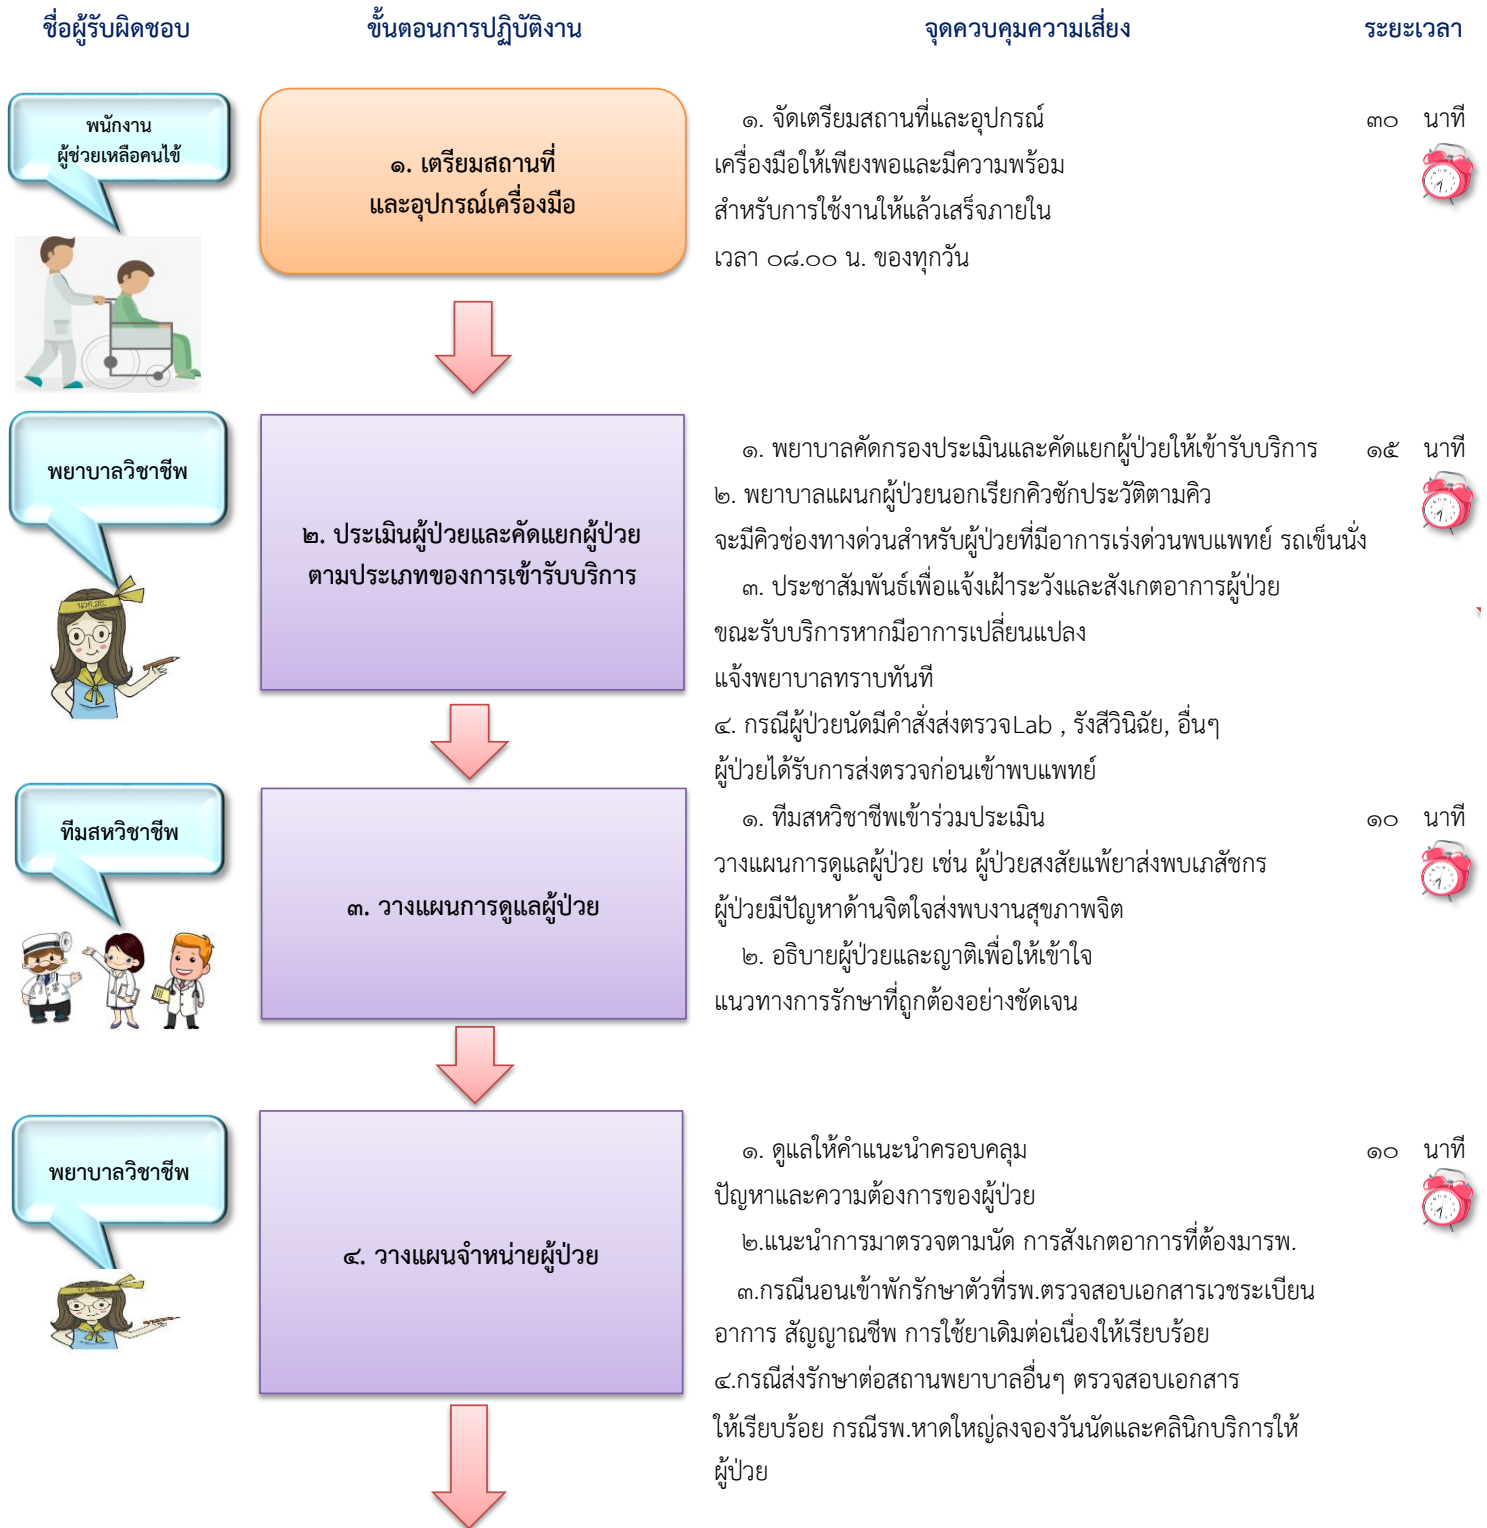 ชื่อผู้รับผิดชอบ ขั้นตอนการปฏิบัติงาน จุดควบคุมความเสี่ยง ระยะเวลา
พนักงาน
ผู้ช่วยเหลือคนไข้
๑. เตรียมสถานที่
และอุปกรณ์เครื่องมือ
๑. จัดเตรียมสถานที่และอุปกรณ์
เครื่องมือให้เพียงพอและมีความพร้อม
สำหรับการใช้งานให้แล้วเสร็จภายใน
เวลา ๐๘.๐๐ น. ของทุกวัน
๓๐ นาที
พยาบาลวิชาชีพ
๒. ประเมินผู้ป่วยและคัดแยกผู้ป่วย
ตามประเภทของการเข้ารับบริการ
๑. พยาบาลคัดกรองประเมินและคัดแยกผู้ป่วยให้เข้ารับบริการ
๒. พยาบาลแผนกผู้ป่วยนอกเรียกคิวซักประวัติตามคิว
จะมีคิวช่องทางด่วนสำหรับผู้ป่วยที่มีอาการเร่งด่วนพบแพทย์ รถเข็นนั่ง
๓. ประชาสัมพันธ์เพื่อแจ้งเฝ้าระวังและสังเกตอาการผู้ป่วย
ขณะรับบริการหากมีอาการเปลี่ยนแปลง
แจ้งพยาบาลทราบทันที
๔. กรณีผู้ป่วยนัดมีคำสั่งส่งตรวจLab , รังสีวินิฉัย, อื่นๆ
ผู้ป่วยได้รับการส่งตรวจก่อนเข้าพบแพทย์
๑๕ นาที
ทีมสหวิชาชีพ
๓. วางแผนการดูแลผู้ป่วย
๑. ทีมสหวิชาชีพเข้าร่วมประเมิน
วางแผนการดูแลผู้ป่วย เช่น ผู้ป่วยสงสัยแพ้ยาส่งพบเภสัชกร
ผู้ป่วยมีปัญหาด้านจิตใจส่งพบงานสุขภาพจิต
๒. อธิบายผู้ป่วยและญาติเพื่อให้เข้าใจ
แนวทางการรักษาที่ถูกต้องอย่างชัดเจน
๑๐ นาที
พยาบาลวิชาชีพ
๔. วางแผนจำหน่ายผู้ป่วย
๑. ดูแลให้คำแนะนำครอบคลุม
ปัญหาและความต้องการของผู้ป่วย
๒.แนะนำการมาตรวจตามนัด การสังเกตอาการที่ต้องมารพ.
๓.กรณีนอนเข้าพักรักษาตัวที่รพ.ตรวจสอบเอกสารเวชระเบียน
อาการ สัญญาณชีพ การใช้ยาเดิมต่อเนื่องให้เรียบร้อย
๔.กรณีส่งรักษาต่อสถานพยาบาลอื่นๆ ตรวจสอบเอกสาร
ให้เรียบร้อย กรณีรพ.หาดใหญ่ลงจองวันนัดและคลินิกบริการให้
ผู้ป่วย
๑๐ นาที